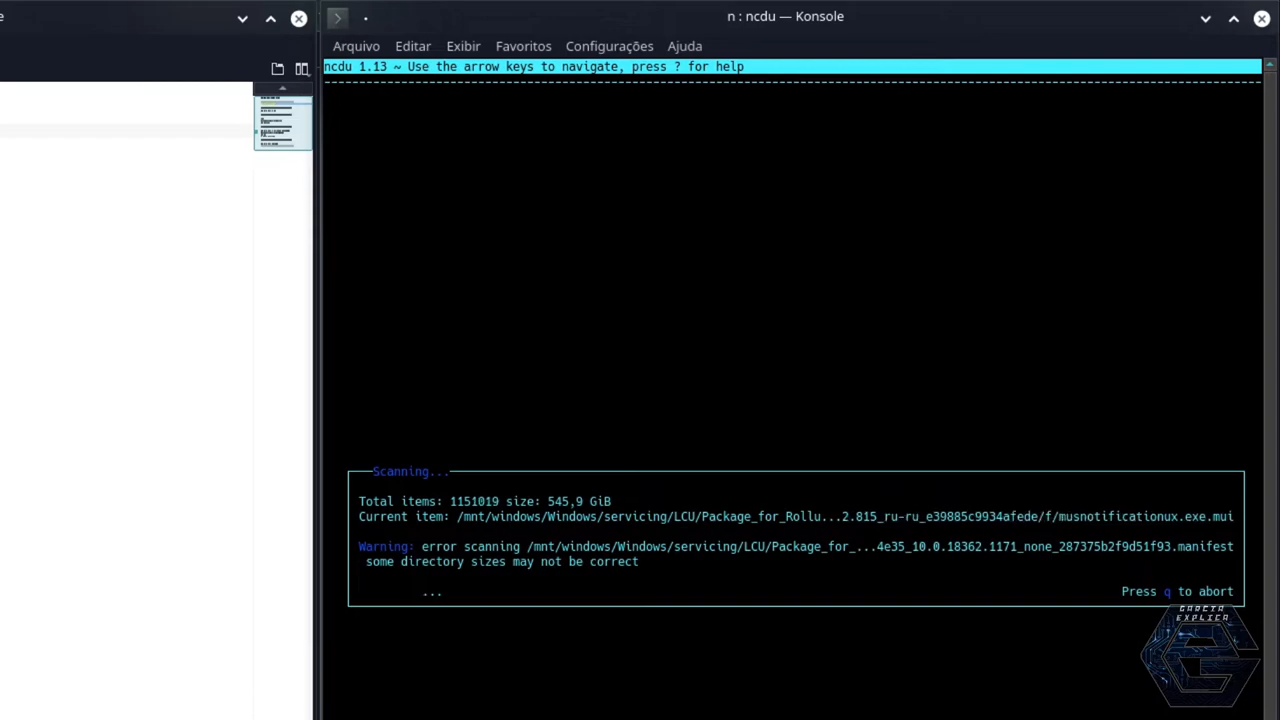 e
n : ncdu — Konsole
Arquivo Editar Exibir Favoritos Configurações Ajuda
ncdu 1.13 ~ Use the arrow keys to navigate, press ? for help
Scanning...
Total items: 1151019 size: 545,9 GiB
Current item: /mnt/windows/Windows/servicing/LCU/Package_for_Rollu...2.815_ru-ru_e39885c9934afede/f/musnotificationux.exe.mui
Warning: error scanning /mnt/windows/Windows/servicing/LCU/Package_for_...4e35_10.0.18362.1171_none_287375b2f9d51f93.manifest
some directory sizes may not be correct
... Press q to abort
GARCIA
EXPLICA